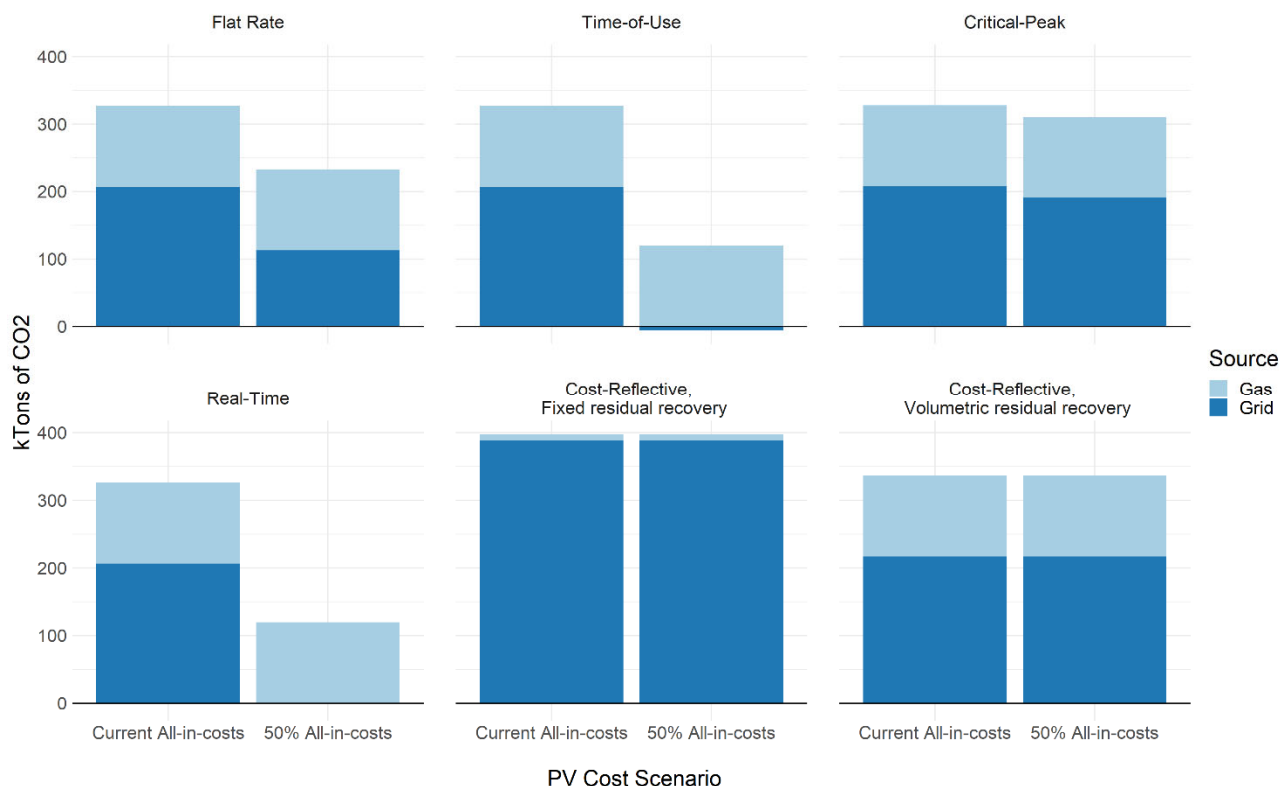 Flat Rate
Time-of-Use
Critical-Peak
400
300
200
100
0
Real-Time
Cost-Reflective,
Fixed residual recovery
Cost-Reflective,
Volumetric residual recovery
400
300
200
100
0
kTons of CO2
Current All-in-costs
50% All-in-costs
Current All-in-costs
50% All-in-costs
Current All-in-costs
50% All-in-costs
PV Cost Scenario
Source
Gas
Grid